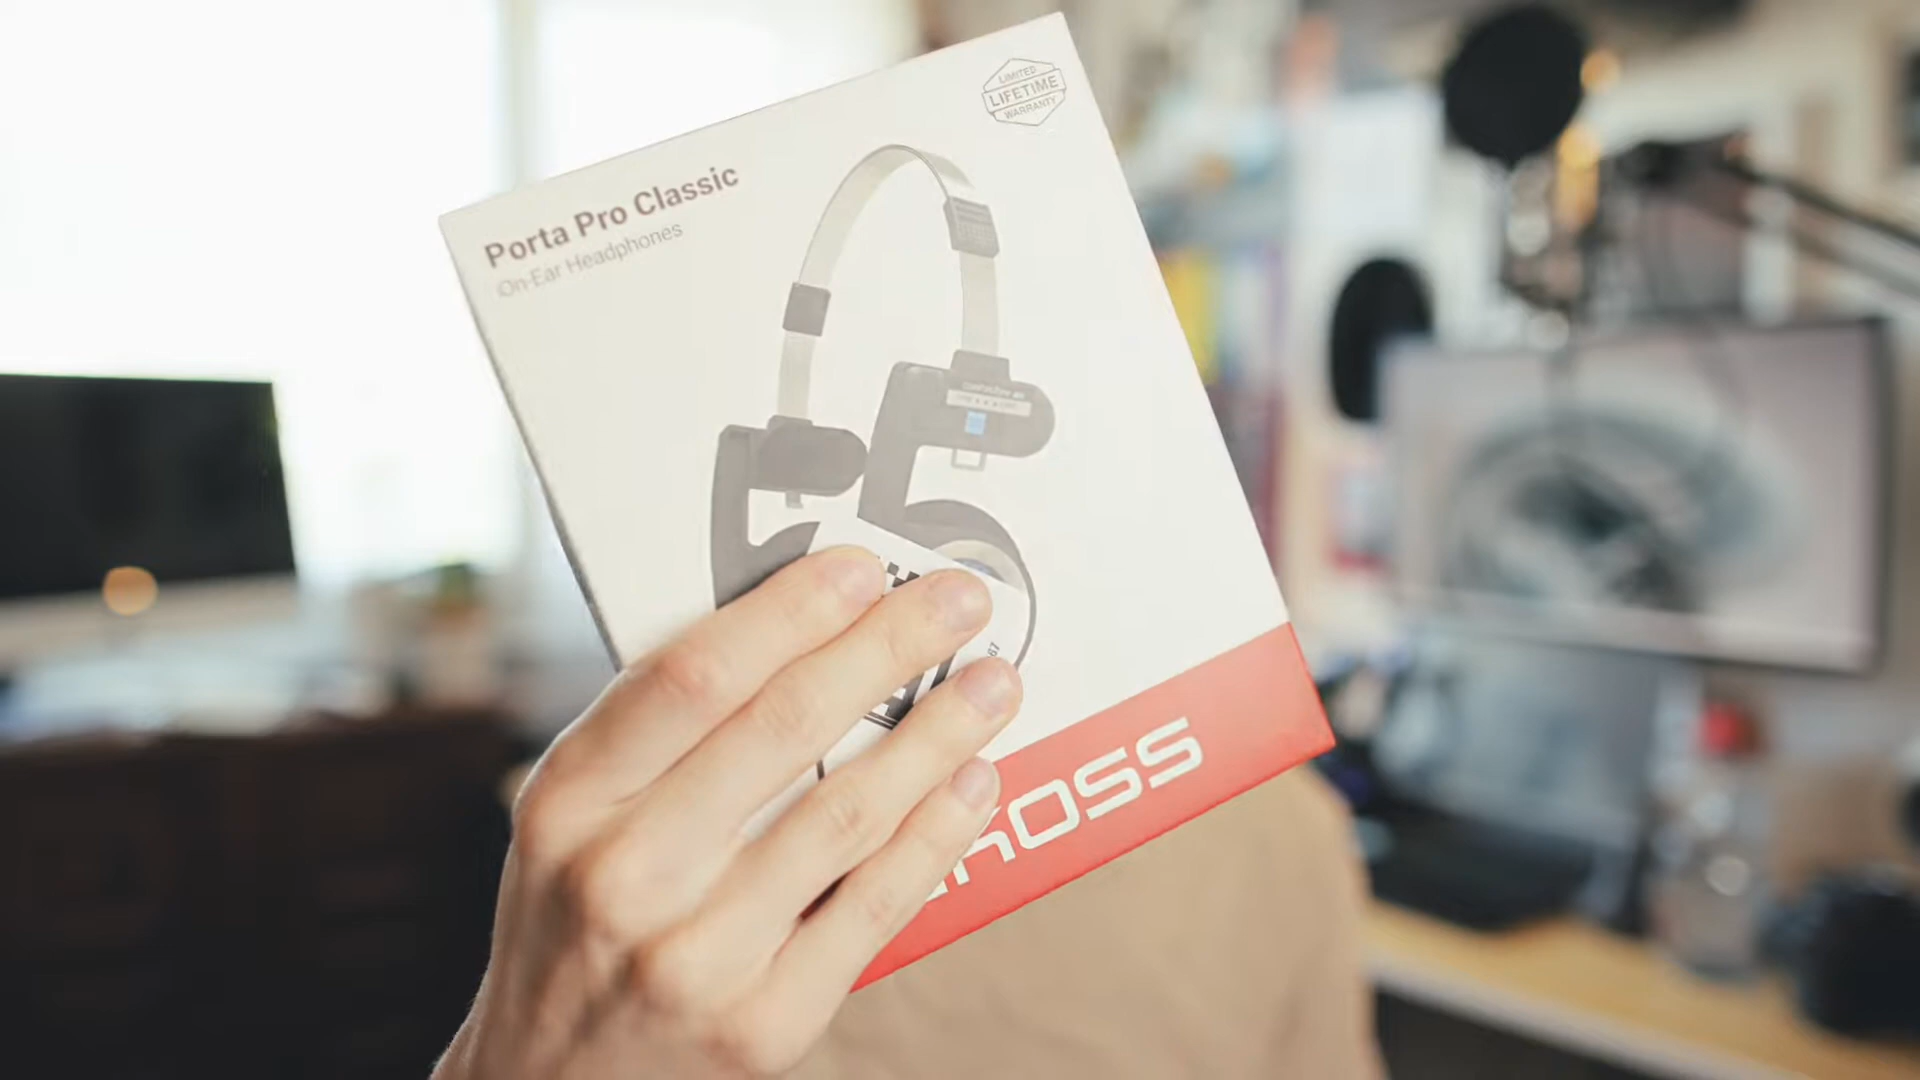 LIMITED
LIFETIME
WARRANTY
Porta Pro Classic
On-Ear Headphones
KOSS